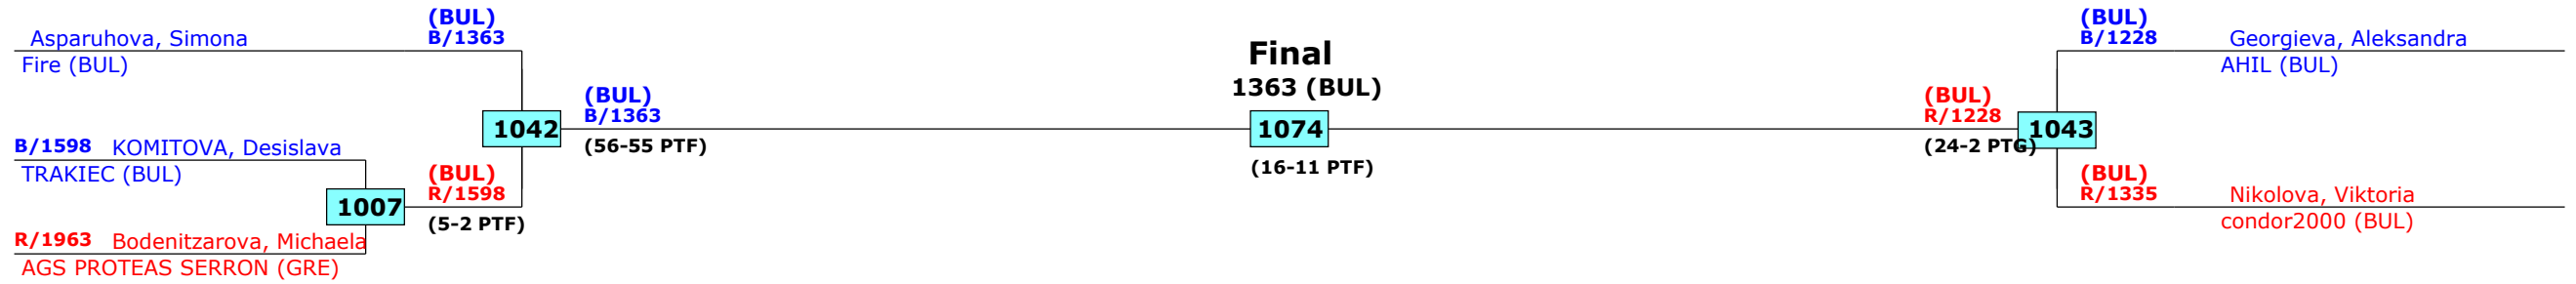 (BUL)
B/1363
Asparuhova, Simona
Fire (BUL)
1042
(BUL)
B/1363
(56-55 PTF)
B/1598 KOMITOVA, Desislava
TRAKIEC (BUL)
1007
(BUL)
R/1598
(5-2 PTF)
R/1963 Bodenitzarova, Michaela
AGS PROTEAS SERRON (GRE)
Final
1363 (BUL)
1074
(16-11 PTF)
(BUL)
B/1228
Georgieva, Aleksandra
AHIL (BUL)
(BUL)
R/1228
1043
(24-2 PTG)
(BUL)
R/1335
Nikolova, Viktoria
condor2000 (BUL)